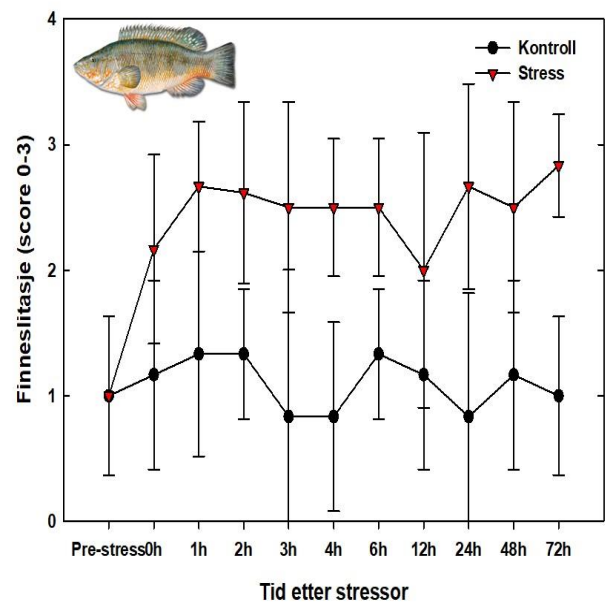 4
Kontroll
Stress
3
2
1
0
Finneslitasje (score 0-3)
Pre-stress 0h 1h 2h 3h 4h 6h 12h 24h 48h 72h
Tid etter stressor